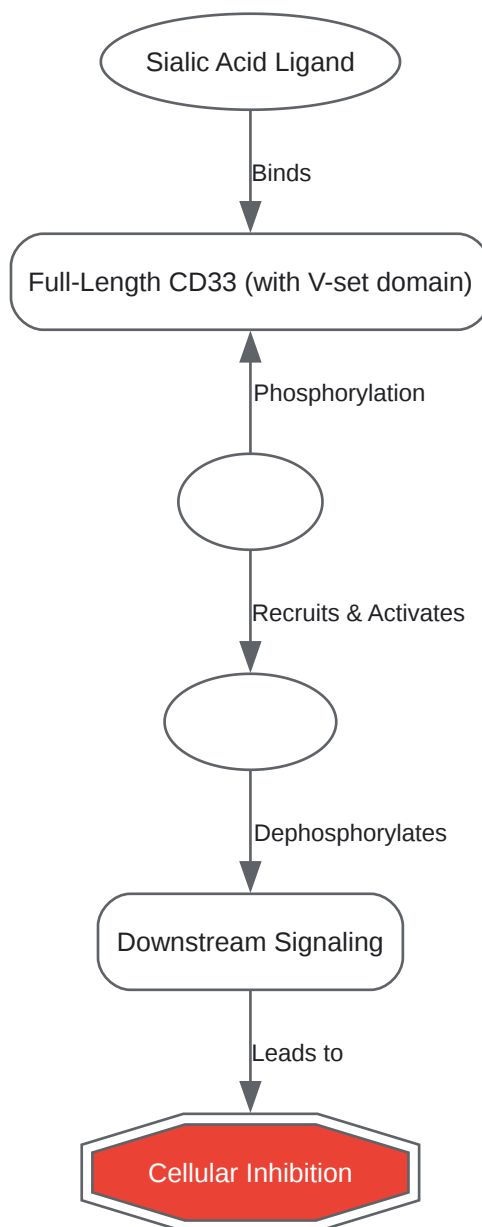 Sialic Acid Ligand
Binds
Full-Length CD33 (with V-set domain)
Phosphorylation
Recruits & Activates
Dephosphorylates
Downstream Signaling
Leads to
Cellular Inhibition